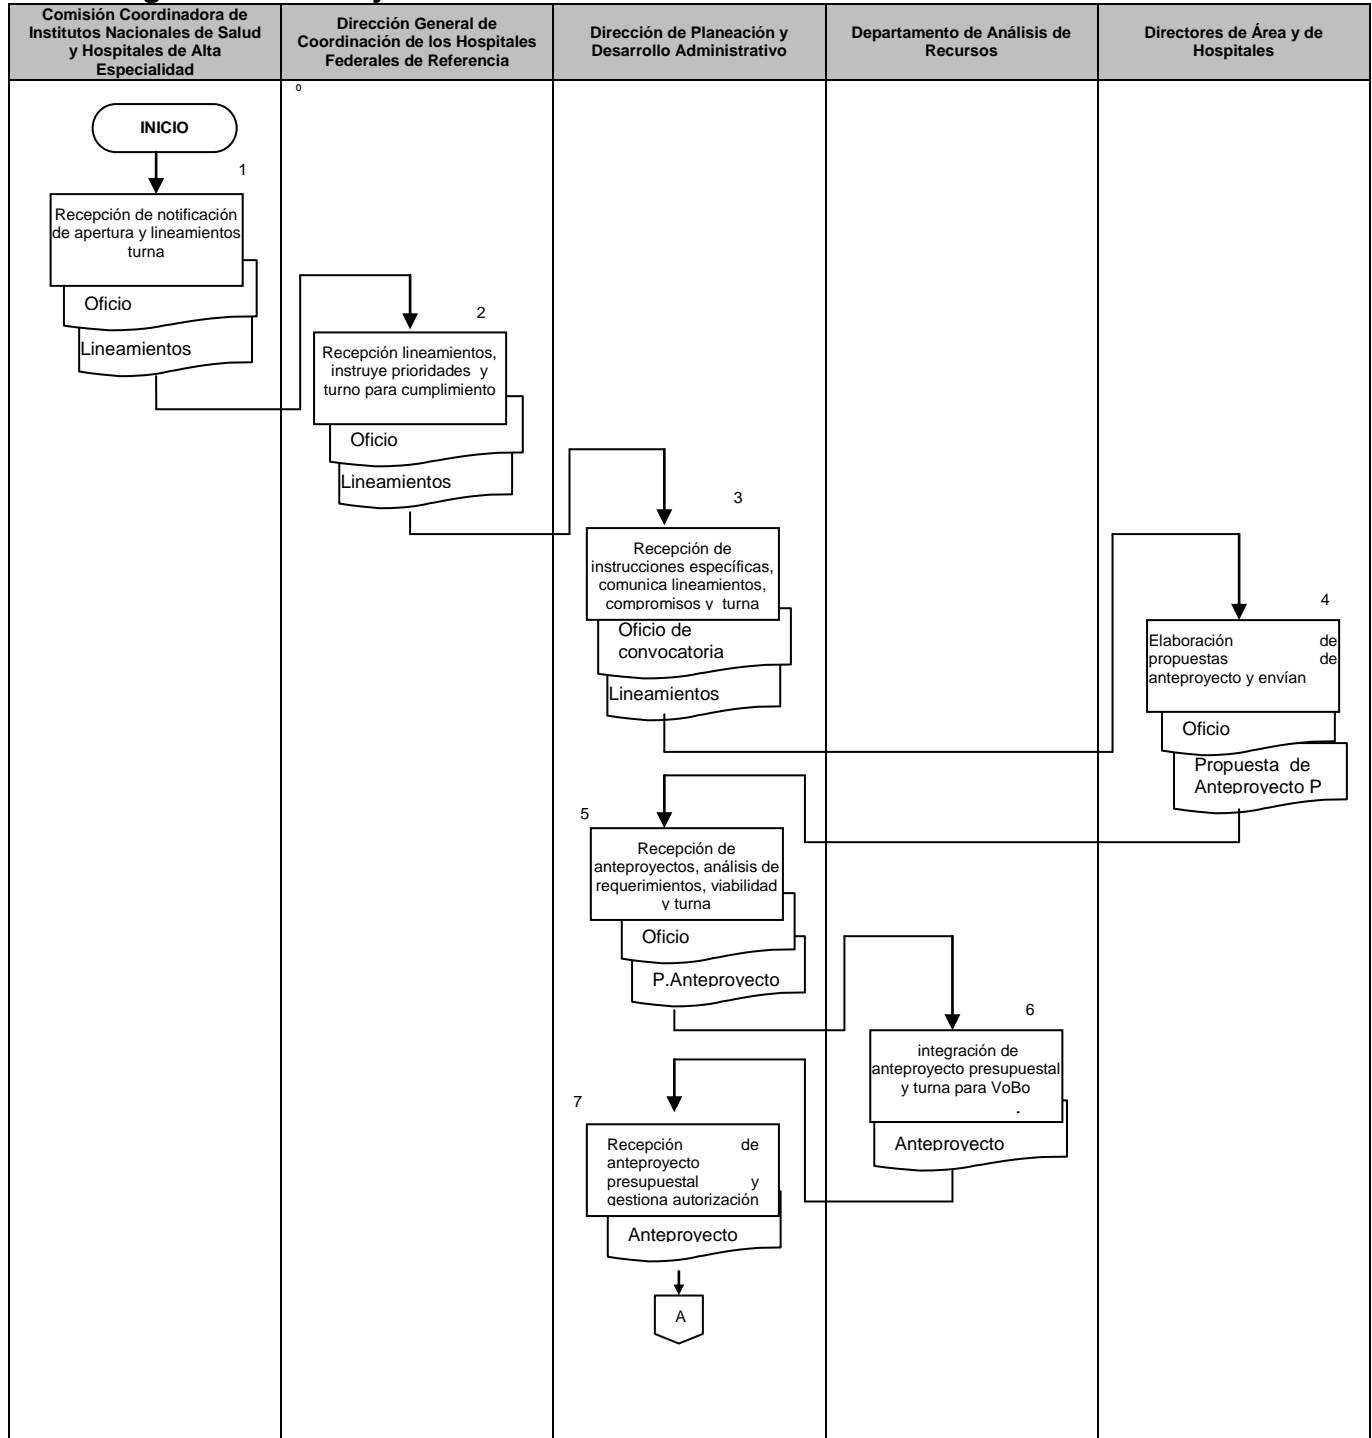 Comisión Coordinadora de
Institutos Nacionales de Salud
y Hospitales de Alta
Especialidad
Dirección General de
Coordinación de los Hospitales
Federales de Referencia
Dirección de Planeación y
Desarrollo Administrativo
Departamento de Análisis de
Recursos
Directores de Área y de
Hospitales
o
INICIO
1
Recepción de notificación
de apertura y lineamientos
turna
Oficio
Lineamientos
2
Recepción lineamientos,
instruye prioridades y
turno para cumplimiento
Oficio
Lineamientos
3
Recepción de
instrucciones específicas,
comunica lineamientos,
compromisos y turna
Oficio de
convocatoria
Lineamientos
4
Elaboración de
propuestas de
anteproyecto y envían
Oficio
Propuesta de
Anteproyecto P
5
Recepción de
anteproyectos, análisis de
requerimientos, viabilidad
y turna
Oficio
P.Anteproyecto
6
integración de
anteproyecto presupuestal
y turna para VoBo
.
Anteproyecto
7
Recepción de
anteproyecto
presupuestal y
gestiona autorización
Anteproyecto
A